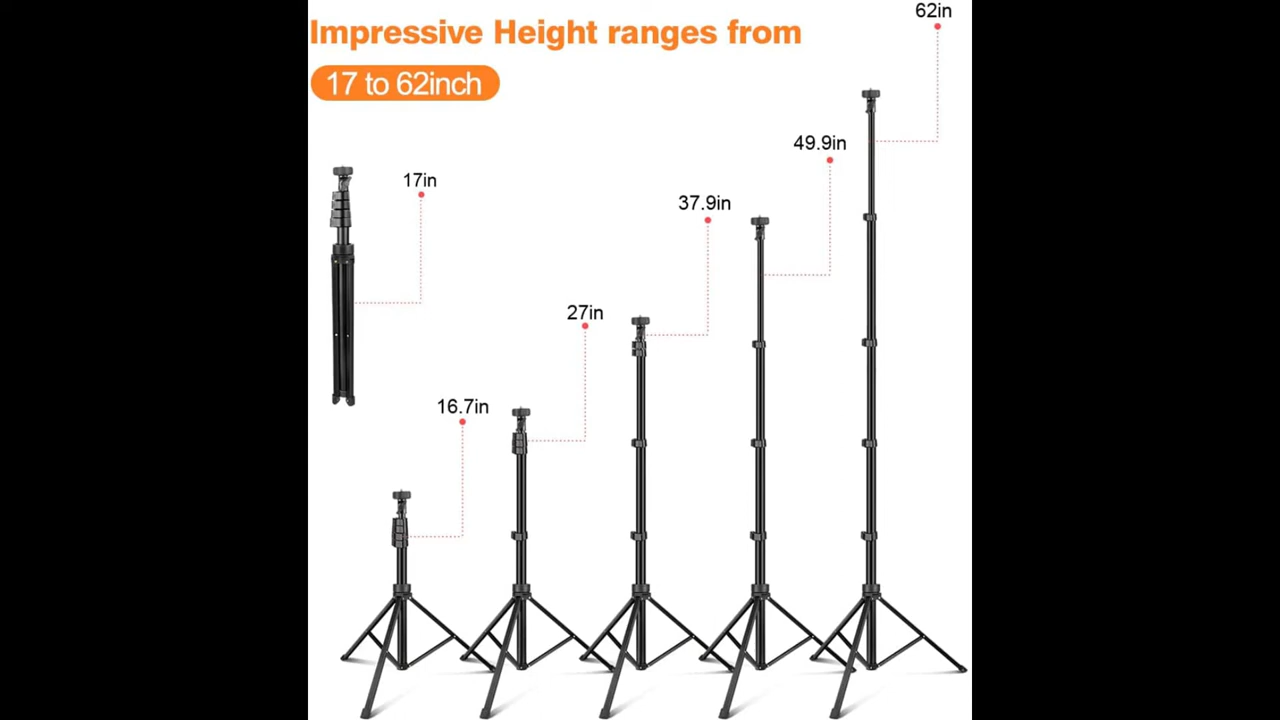 Impressive Height ranges from
17 to 62inch
62in
49.9in
17in
37.9in
27in
16.7in